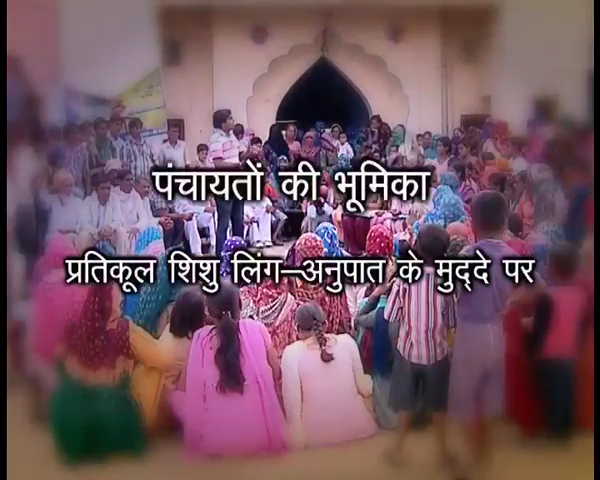 पंचायतों की भूमिका
प्रतिकूल शिशु लिंग–अनुपात के मुद्दे पर